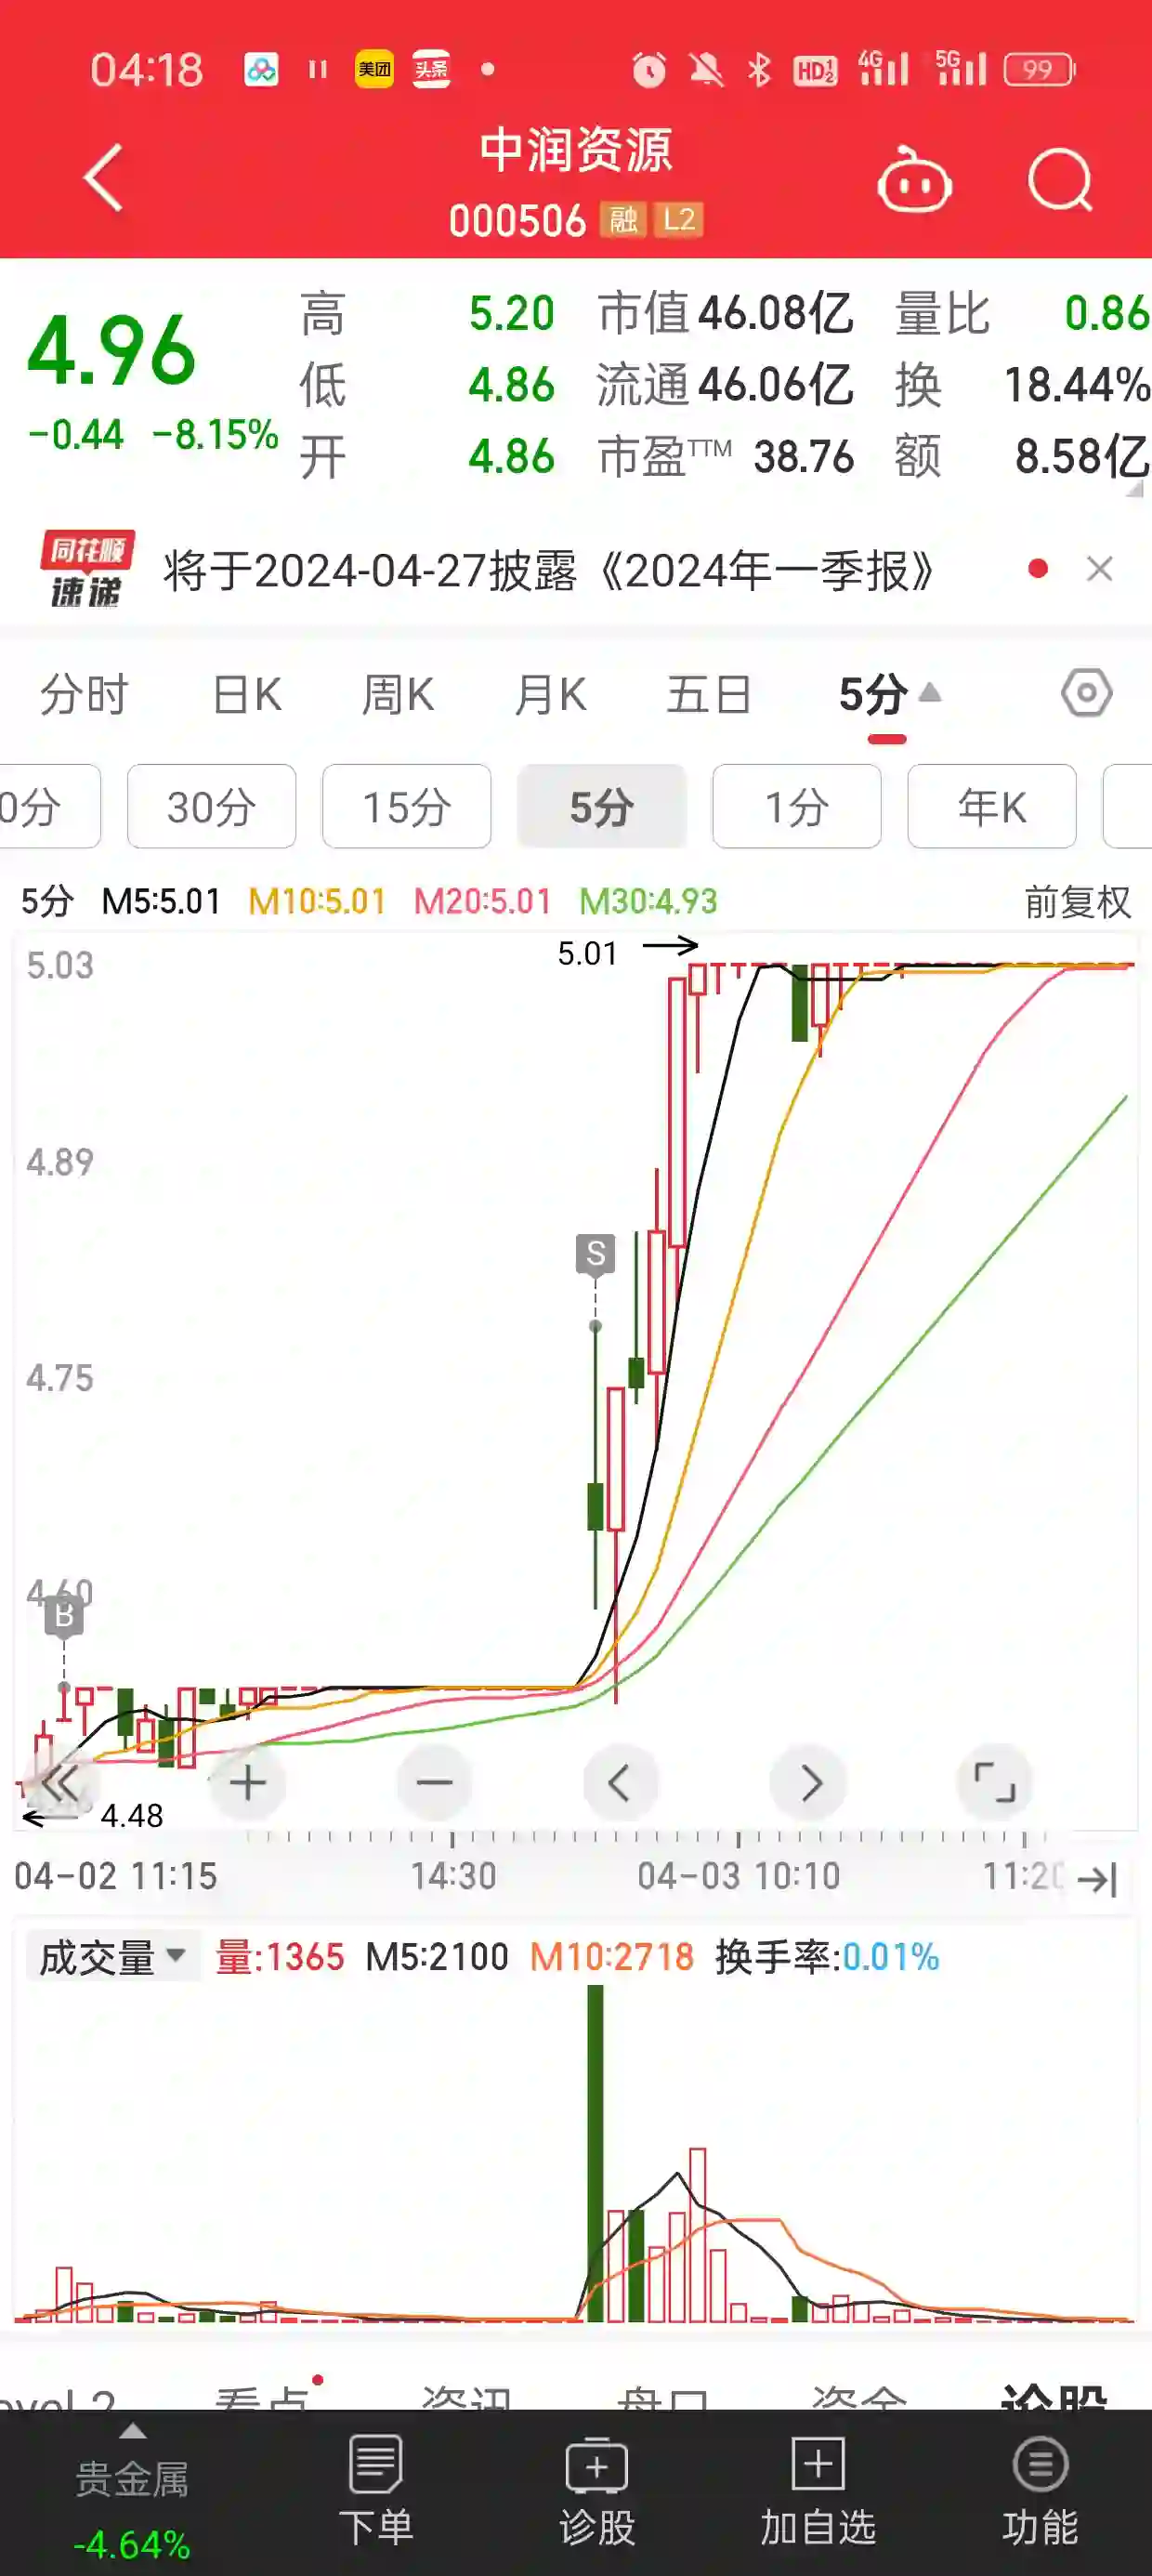 04:18 美团 头条 HD 1 2 4G 5G 99
中润资源
000506 融 L2
4.96
-0.44 -8.15%
高 5.20 市值 46.08亿 量比 0.86
低 4.86 流通 46.06亿 换 18.44%
开 4.86 市盈TTM 38.76 额 8.58亿
同花顺
速递
将于2024-04-27披露《2024年一季报》
分时 日K 周K 月K 五日 5分
0分 30分 15分 5分 1分 年K
5分 M5:5.01 M10:5.01 M20:5.01 M30:4.93 前复权
5.01
5.03
4.89
S
4.75
4.60
B
4.48
04-02 11:15 14:30 04-03 10:10 11:20
成交量 量:1365 M5:2100 M10:2718 换手率:0.01%
evel 2 看点 资讯 盘口 资金 诊股
贵金属
-4.64%
下单 诊股 加自选 功能